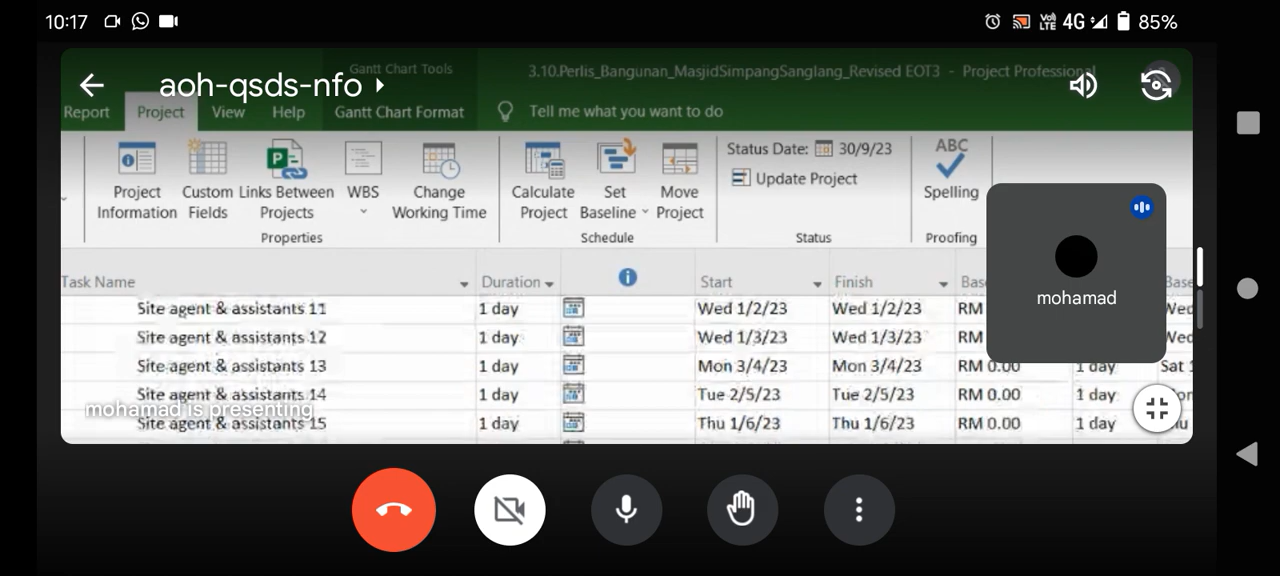 10:17 Vo) LTE 4G 85%
Gantt Chart Tools 3.10.Perlis_Bangunan_MasjidSimpangSanglang_Revised EOT3 - Project Professional
aoh-qsds-nfo
Report Project View Help Gantt Chart Format Tell me what you want to do
Project Information Custom Fields Links Between Projects WBS Change Working Time Calculate Project Set Baseline Move Project Status Date: 30/9/23 ABC Spelling
Update Project
Properties Schedule Status Proofing
mohamad
Task Name Duration Start Finish Bas Base
Site agent & assistants 11 1 day Wed 1/2/23 Wed 1/2/23 RM Wed
Site agent & assistants 12 1 day Wed 1/3/23 Wed 1/3/23 RM Wed
Site agent & assistants 13 1 day Mon 3/4/23 Mon 3/4/23 RM 0.00 1 day Sat 1
Site agent & assistants 14 1 day Tue 2/5/23 Tue 2/5/23 RM 0.00 1 day
mohamad is presenting
Site agent & assistants 15 1 day Thu 1/6/23 Thu 1/6/23 RM 0.00 1 day